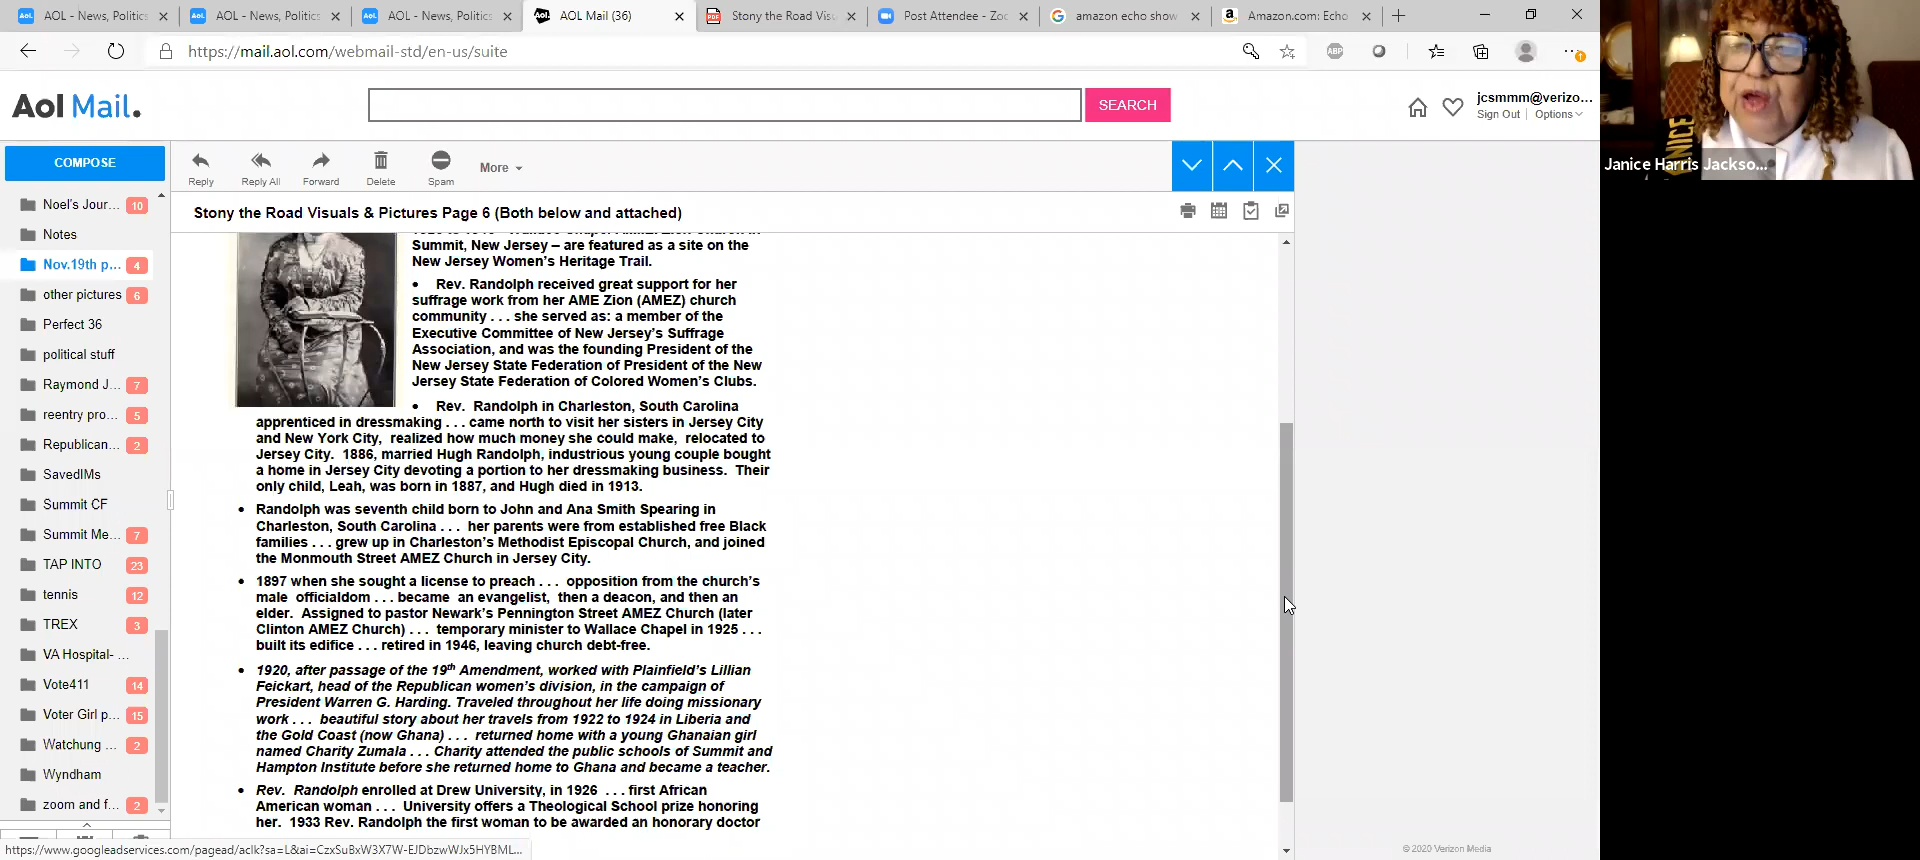 AOL - News, Politics
AOL - News, Politics
AOL - News, Politics
AOL Mail (36)
Stony the Road Visu
Post Attendee - Zoo
amazon echo show
Amazon.com: Echo
https://mail.aol.com/webmail-std/en-us/suite
Aol Mail.
SEARCH
jcsmmm@verizo...
Sign Out | Options
COMPOSE
Reply
Reply All
Forward
Delete
Spam
More
Stony the Road Visuals & Pictures Page 6 (Both below and attached)
Noel's Jour... 10
Notes
Nov.19th p... 4
other pictures 6
Perfect 36
political stuff
Raymond J... 7
reentry pro... 5
Republican... 2
SavedIMs
Summit CF
Summit Me... 7
TAP INTO 23
tennis 12
TREX 3
VA Hospital- ...
Vote411 14
Voter Girl p... 15
Watchung ... 2
Wyndham
zoom and f... 2
Summit, New Jersey – are featured as a site on the
New Jersey Women's Heritage Trail.
• Rev. Randolph received great support for her
suffrage work from her AME Zion (AMEZ) church
community . . . she served as: a member of the
Executive Committee of New Jersey's Suffrage
Association, and was the founding President of the
New Jersey State Federation of President of the New
Jersey State Federation of Colored Women's Clubs.
• Rev. Randolph in Charleston, South Carolina
apprenticed in dressmaking . . . came north to visit her sisters in Jersey City
and New York City, realized how much money she could make, relocated to
Jersey City. 1886, married Hugh Randolph, industrious young couple bought
a home in Jersey City devoting a portion to her dressmaking business. Their
only child, Leah, was born in 1887, and Hugh died in 1913.
• Randolph was seventh child born to John and Ana Smith Spearing in
Charleston, South Carolina . . . her parents were from established free Black
families . . . grew up in Charleston's Methodist Episcopal Church, and joined
the Monmouth Street AMEZ Church in Jersey City.
• 1897 when she sought a license to preach . . . opposition from the church's
male officialdom . . . became an evangelist, then a deacon, and then an
elder. Assigned to pastor Newark's Pennington Street AMEZ Church (later
Clinton AMEZ Church) . . . temporary minister to Wallace Chapel in 1925 . . .
built its edifice . . . retired in 1946, leaving church debt-free.
• 1920, after passage of the 19th Amendment, worked with Plainfield's Lillian
Feickart, head of the Republican women's division, in the campaign of
President Warren G. Harding. Traveled throughout her life doing missionary
work . . . beautiful story about her travels from 1922 to 1924 in Liberia and
the Gold Coast (now Ghana) . . . returned home with a young Ghanaian girl
named Charity Zumala . . . Charity attended the public schools of Summit and
Hampton Institute before she returned home to Ghana and became a teacher.
• Rev. Randolph enrolled at Drew University, in 1926 . . . first African
American woman . . . University offers a Theological School prize honoring
her. 1933 Rev. Randolph the first woman to be awarded an honorary doctor
https://www.googleadservices.com/pagead/aclk?sa=L&ai=CzxSuBxW3X7W-EJDbzwWJx5HYBML...
© 2020 Verizon Media
Janice Harris Jackso...